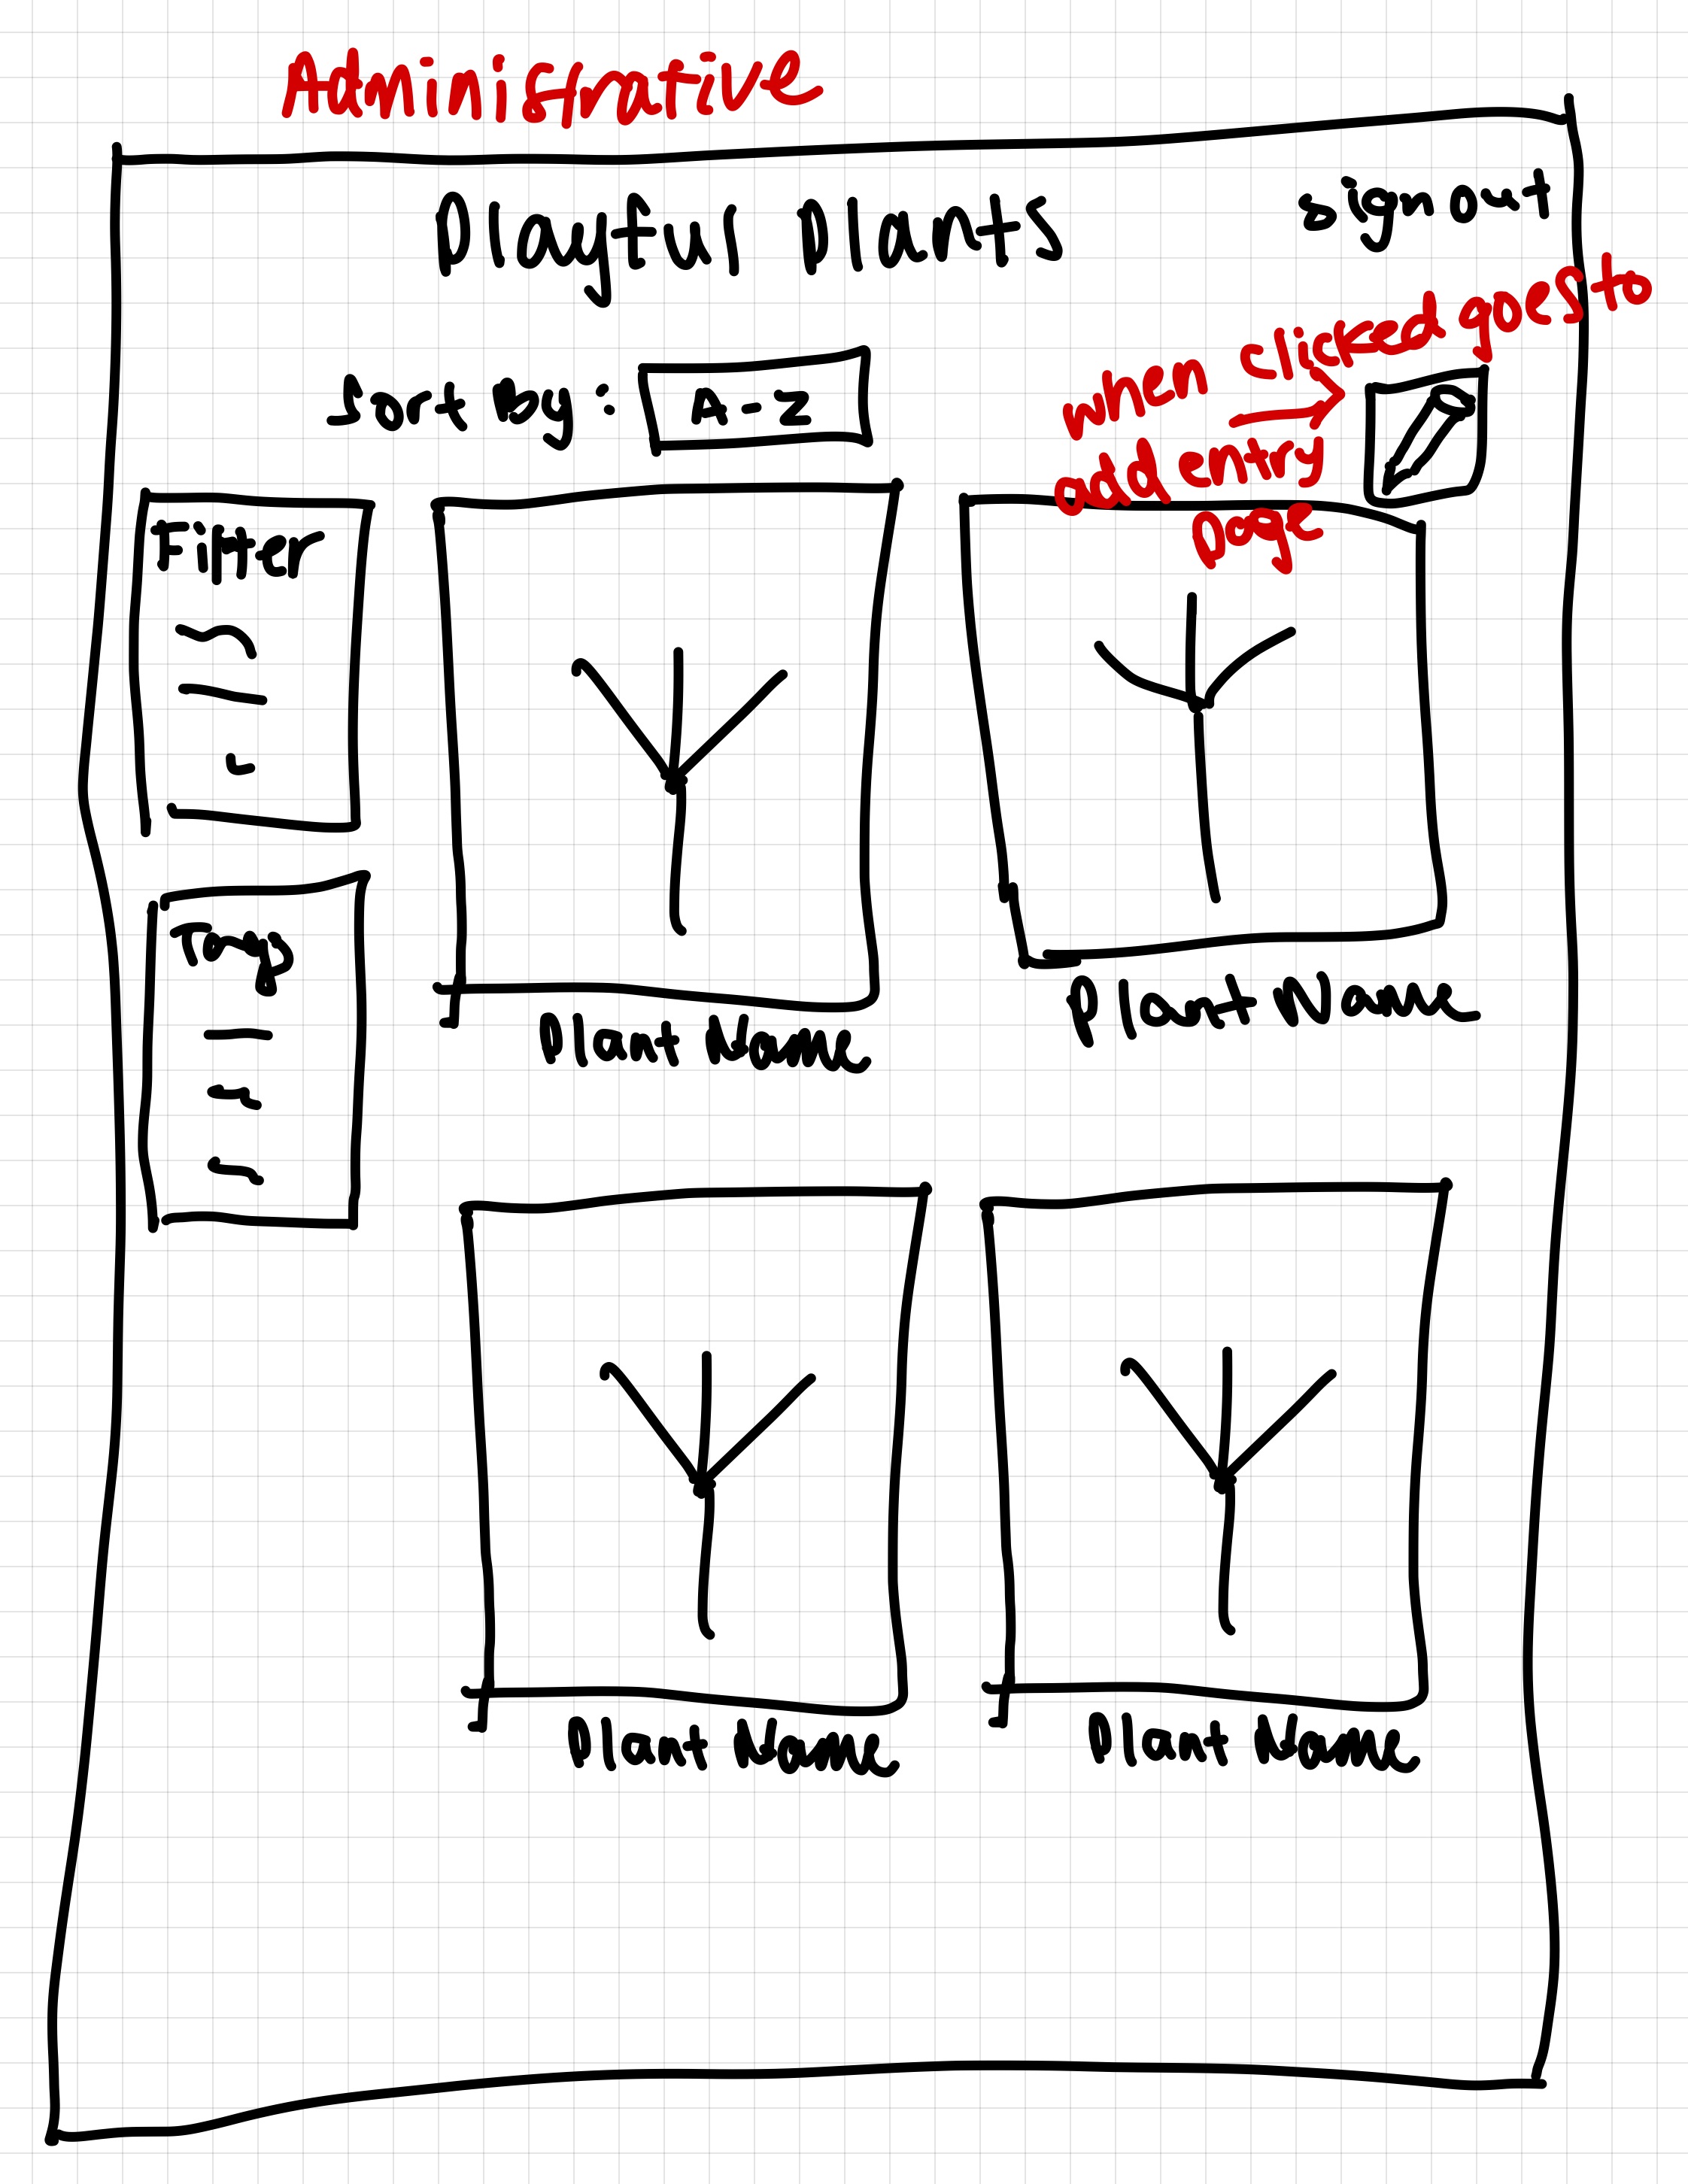 Adminisfrative
Playful Plants
sign out
when clicked goes to
add entry
page
Sort by: A-Z
Filter
Tags
Plant Name
Plant Name
Plant Name
Plant Name